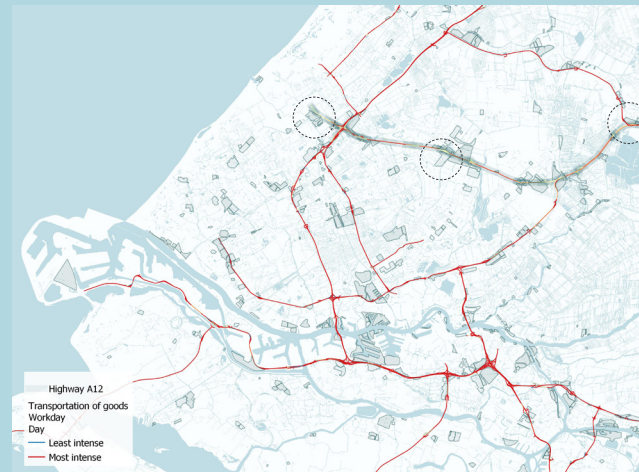 Highway A12
Transportation of goods
Workday
Day
Least intense
Most intense